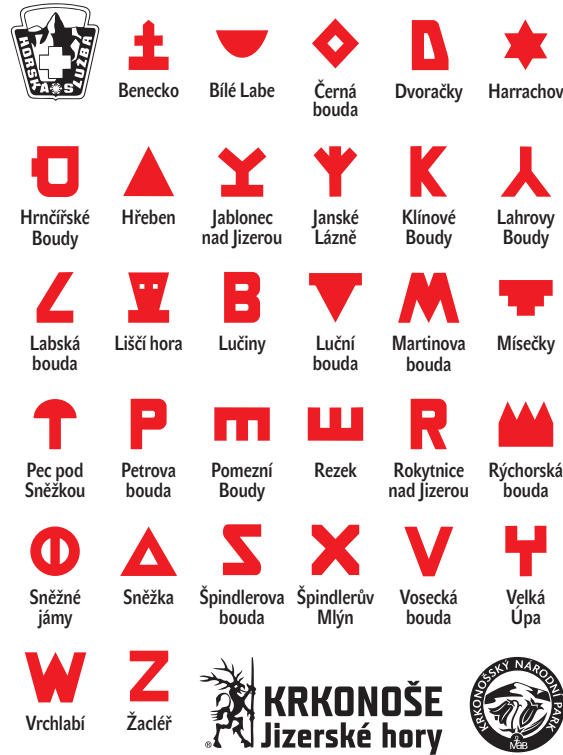 HORSKÁ SLUŽBA
Benecko
Bílé Labe
Černá
bouda
Dvoračky
Harrachov
Hrnčířské
Boudy
Hřeben
Jablonec
nad Jizerou
Janské
Lázně
Klínové
Boudy
Lahrovy
Boudy
Labská
bouda
Liščí hora
Lučiny
Luční
bouda
Martinova
bouda
Mísečky
Pec pod
Sněžkou
Petrova
bouda
Pomezní
Boudy
Rezek
Rokytnice
nad Jizerou
Rýchorská
bouda
Sněžné
jámy
Sněžka
Špindlerova
bouda
Špindlerův
Mlýn
Vosecká
bouda
Velká
Úpa
Vrchlabí
Žacléř
® KRKONOŠE
Jizerské hory
KRKONOŠSKÝ NÁRODNÍ PARK
MaB